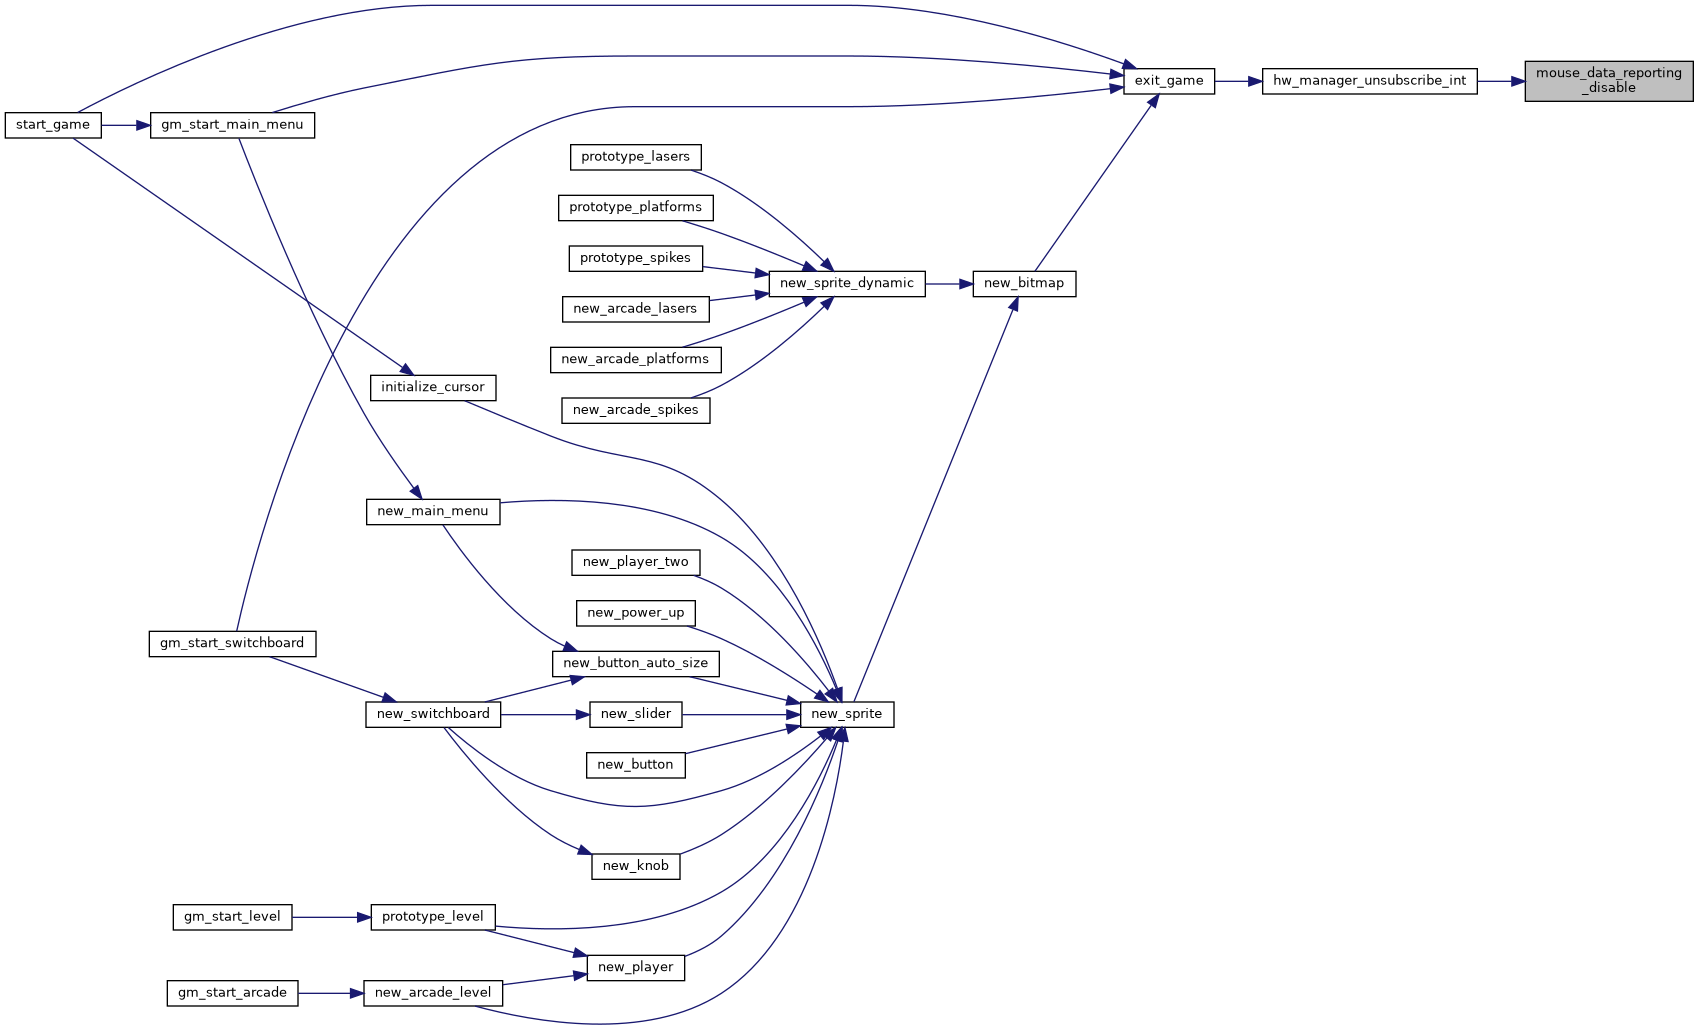 exit_game
hw_manager_unsubscribe_int
mouse_data_reporting
_disable
start_game
gm_start_main_menu
prototype_lasers
prototype_platforms
prototype_spikes
new_sprite_dynamic
new_bitmap
new_arcade_lasers
new_arcade_platforms
initialize_cursor
new_arcade_spikes
new_main_menu
new_player_two
new_power_up
gm_start_switchboard
new_button_auto_size
new_switchboard
new_slider
new_sprite
new_button
new_knob
gm_start_level
prototype_level
new_player
gm_start_arcade
new_arcade_level